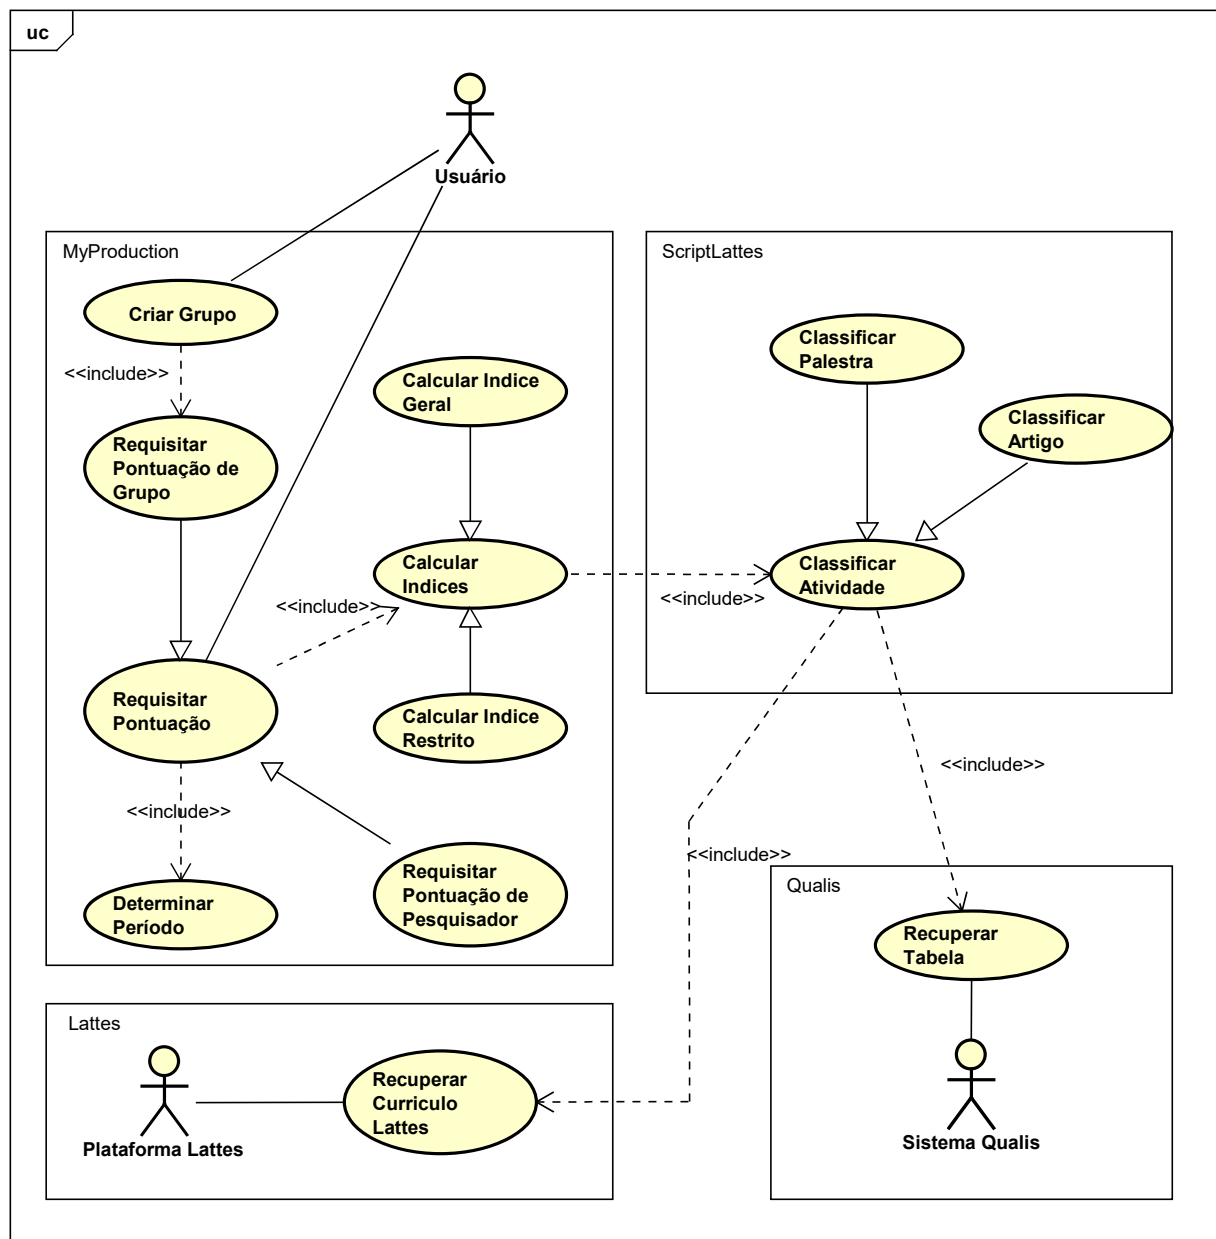 uc
Usuário
MyProduction
ScriptLattes
Criar Grupo
<<include>>
Classificar
Palestra
Calcular Indice
Geral
Classificar
Artigo
Requisitar
Pontuação de
Grupo
Calcular
Indices
Classificar
Atividade
<<include>>
<<include>>
Requisitar
Pontuação
Calcular Indice
Restrito
<<include>>
<<include>>
<<include>>
Requisitar
Pontuação de
Pesquisador
Qualis
Determinar
Período
Recuperar
Tabela
Lattes
Recuperar
Curriculo
Lattes
Plataforma Lattes
Sistema Qualis